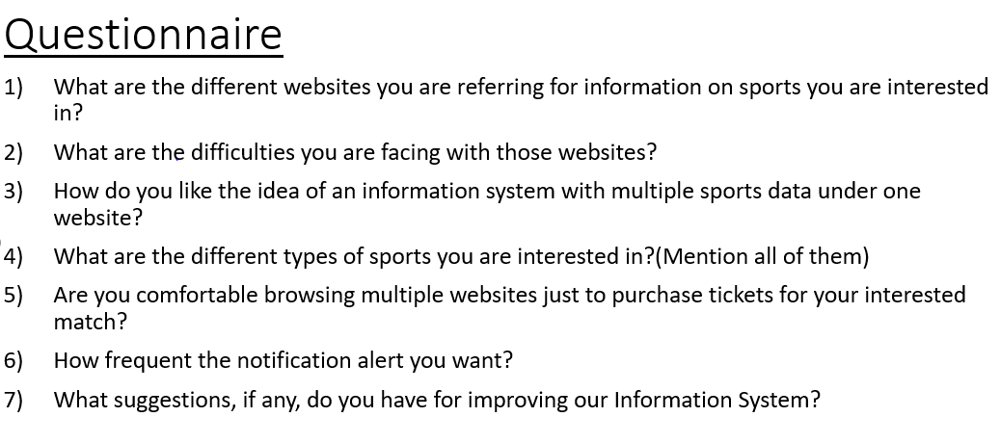 Questionnaire
1) What are the different websites you are referring for information on sports you are interested
in?
2) What are the difficulties you are facing with those websites?
3) How do you like the idea of an information system with multiple sports data under one
website?
4) What are the different types of sports you are interested in?(Mention all of them)
5) Are you comfortable browsing multiple websites just to purchase tickets for your interested
match?
6) How frequent the notification alert you want?
7) What suggestions, if any, do you have for improving our Information System?